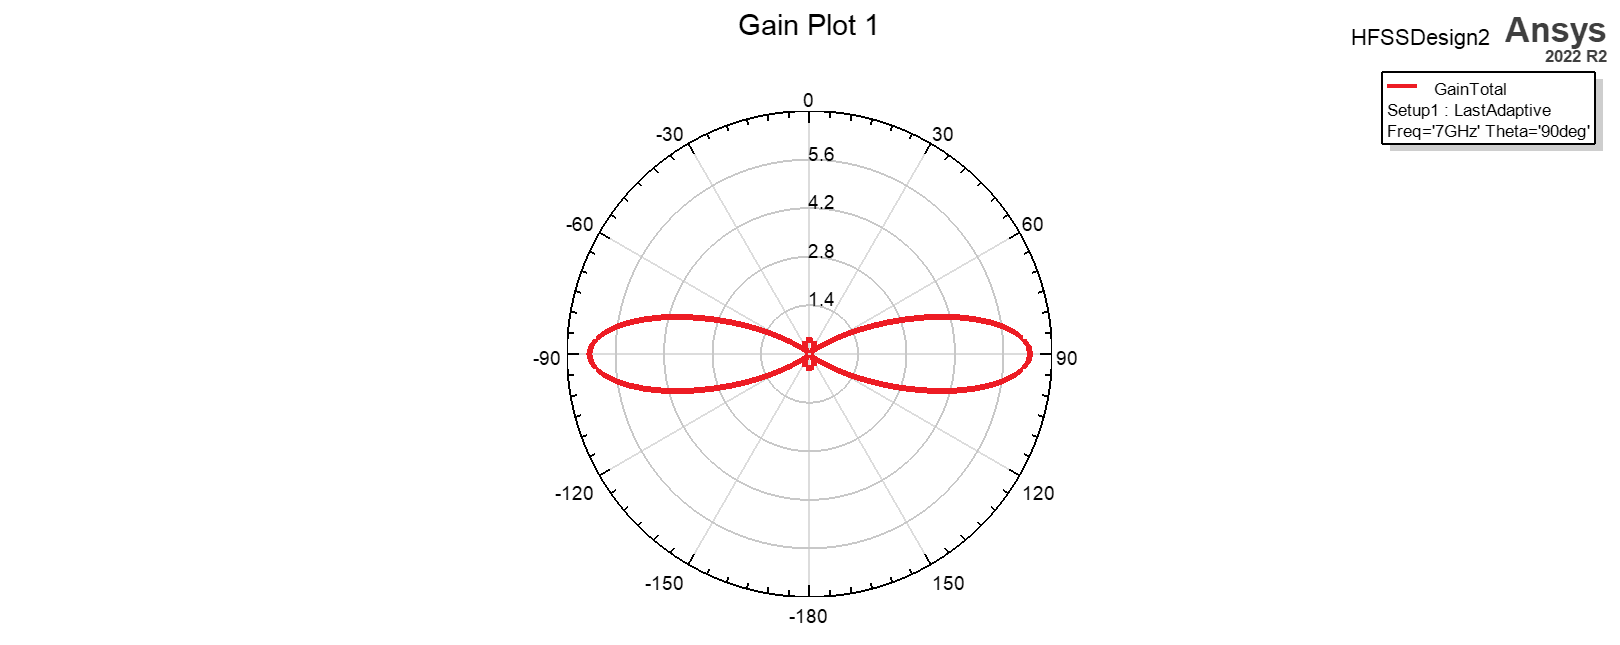 Gain Plot 1
HFSSDesign2
Ansys
2022 R2
GainTotal
Setup1 : LastAdaptive
Freq='7GHz' Theta='90deg'
0
-30
30
5.6
4.2
-60
60
2.8
1.4
-90
90
-120
120
-150
150
-180